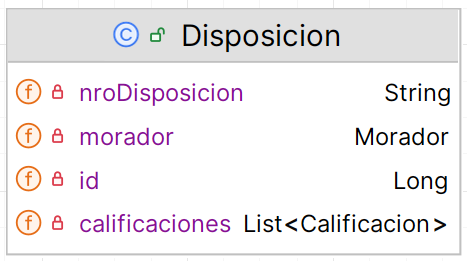 © Disposicion
f nroDisposicion String
f morador Morador
f id Long
f calificaciones List<Calificacion>